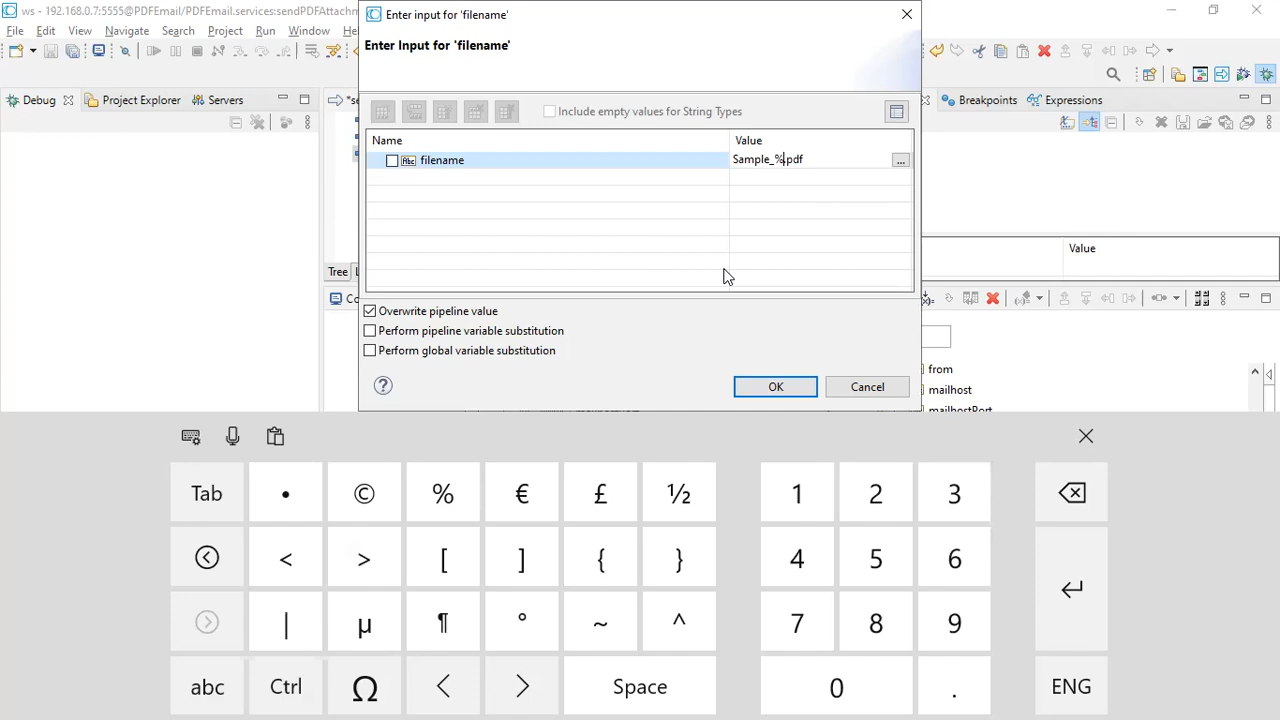 ws - 192.168.0.7:5555@PDFEmail/PDFEmail.services:sendPDFAttachm
Enter input for 'filename'
File Edit View Navigate Search Project Run Window
Enter Input for 'filename'
Debug Project Explorer Servers
Include empty values for String Types
Breakpoints Expressions
Name Value
filename Sample_%.pdf ...
Value
Tree
Overwrite pipeline value
Perform pipeline variable substitution
Perform global variable substitution
from
mailhost
mailhostPort
OK Cancel
Tab • © % € £ ½ 1 2 3
< > [ ] { } 4 5 6
| µ ¶ ° ~ ^ 7 8 9
abc Ctrl Ω Space 0 . ENG